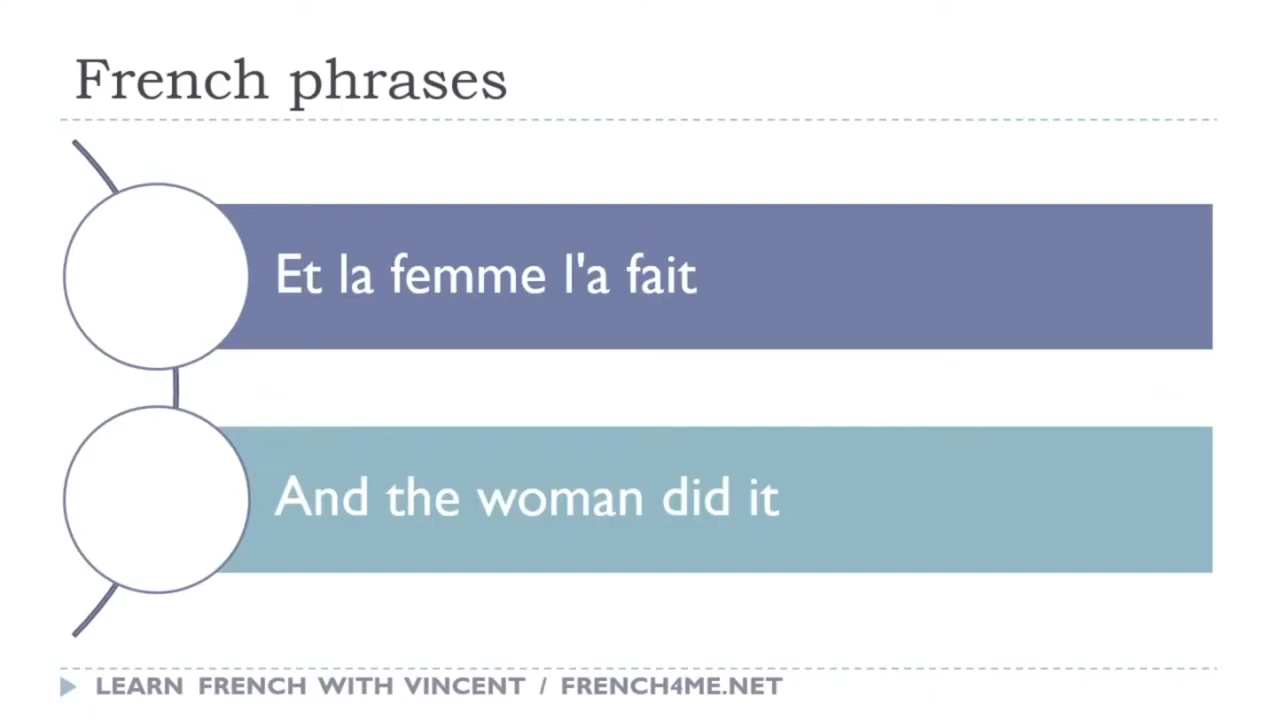 French phrases
Et la femme l'a fait
And the woman did it
LEARN FRENCH WITH VINCENT / FRENCH4ME.NET